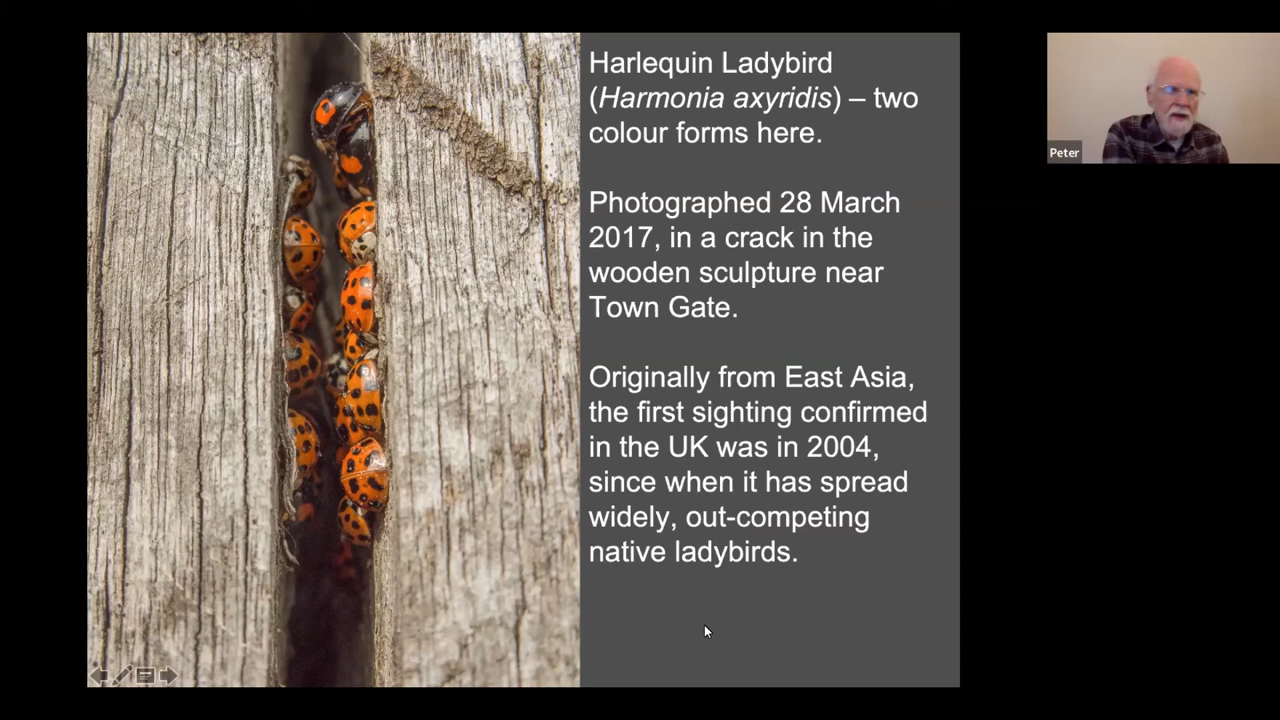 Harlequin Ladybird
(Harmonia axyridis) – two
colour forms here.
Photographed 28 March
2017, in a crack in the
wooden sculpture near
Town Gate.
Originally from East Asia,
the first sighting confirmed
in the UK was in 2004,
since when it has spread
widely, out-competing
native ladybirds.
Peter